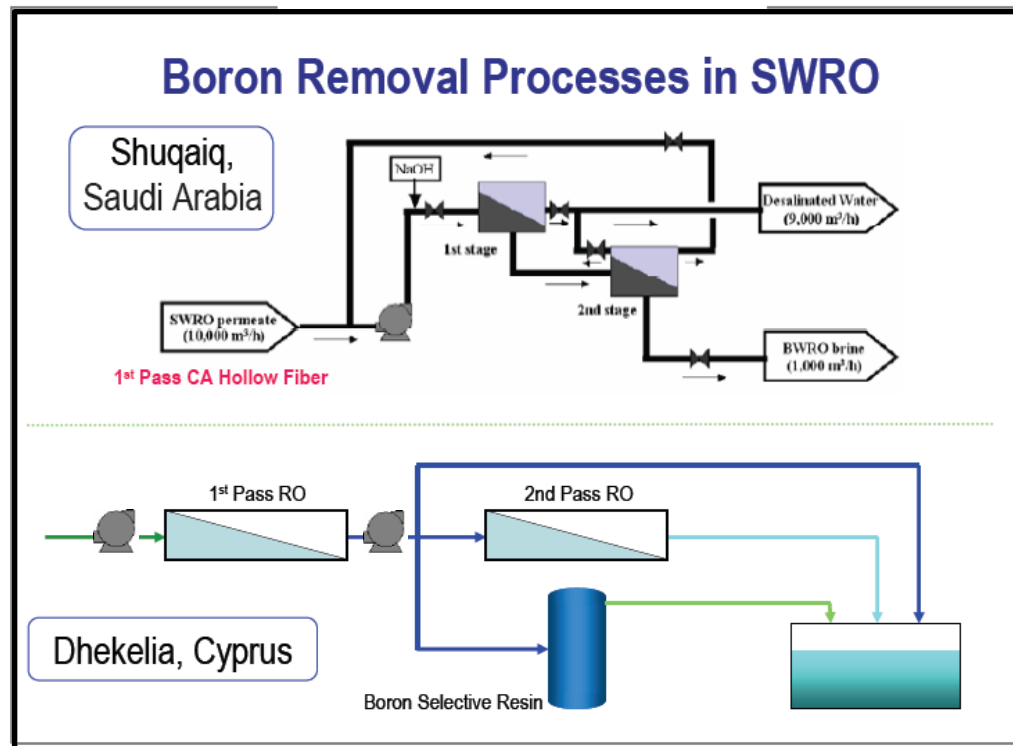 Boron Removal Processes in SWRO
Shuqaiq,
Saudi Arabia
NaOH
1st stage
2nd stage
Desalinated Water
(9,000 m³/h)
SWRO permeate
(10,000 m³/h)
BWRO brine
(1,000 m³/h)
1st Pass CA Hollow Fiber
1st Pass RO
2nd Pass RO
Dhekelia, Cyprus
Boron Selective Resin